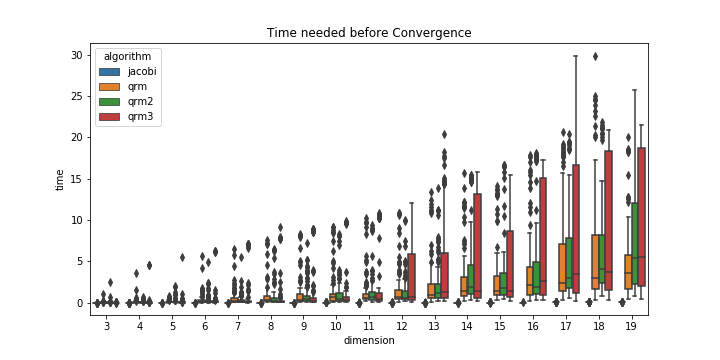 Time needed before Convergence
algorithm
jacobi
qrm
qrm2
qrm3
30
25
20
15
10
5
0
time
3 4 5 6 7 8 9 10 11 12 13 14 15 16 17 18 19
dimension